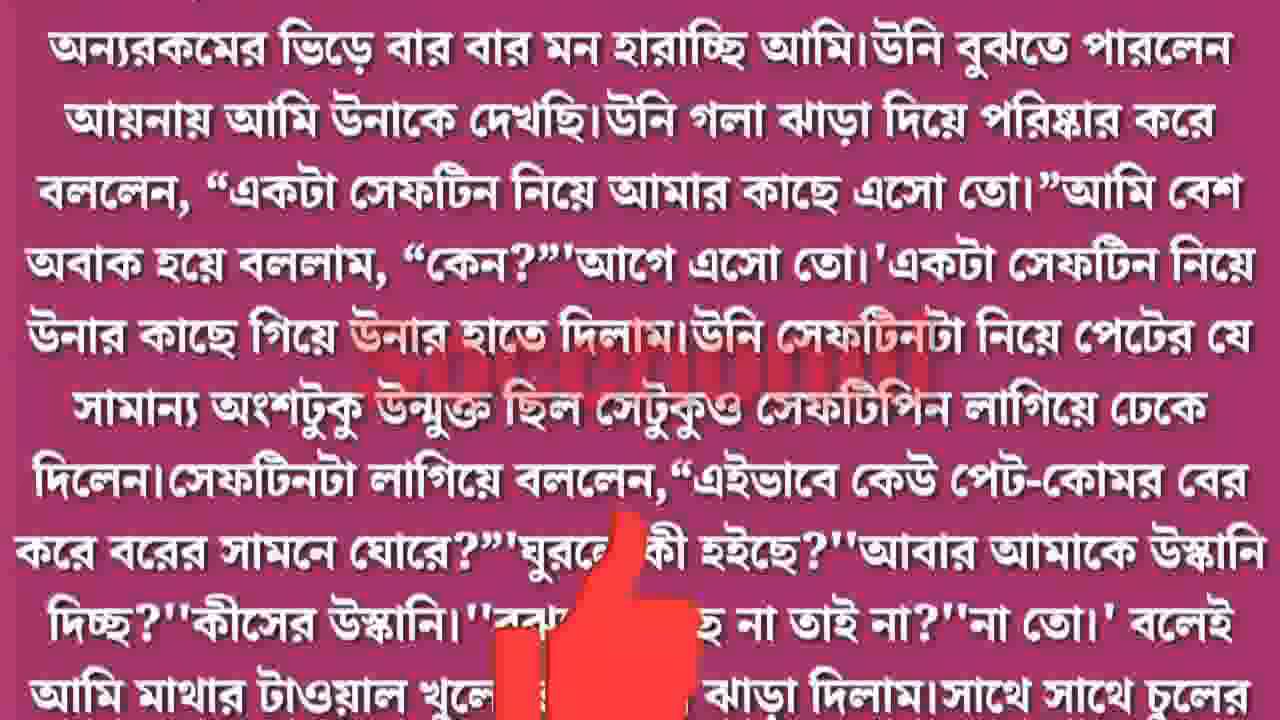 অন্যরকমের ভিড়ে বার বার মন হারাচ্ছি আমি।উনি বুঝতে পারলেন
আয়নায় আমি উনাকে দেখছি।উনি গলা ঝাড়া দিয়ে পরিষ্কার করে
বললেন, “একটা সেফটিন নিয়ে আমার কাছে এসো তো।”আমি বেশ
অবাক হয়ে বললাম, “কেন?”'আগে এসো তো।'একটা সেফটিন নিয়ে
উনার কাছে গিয়ে উনার হাতে দিলাম।উনি সেফটিনটা নিয়ে পেটের যে
সামান্য অংশটুকু উন্মুক্ত ছিল সেটুকুও সেফটিপিন লাগিয়ে ঢেকে
দিলেন।সেফটিনটা লাগিয়ে বললেন,“এইভাবে কেউ পেট-কোমর বের
করে বরের সামনে ঘোরে?”'ঘুরলে কী হইছে?''আবার আমাকে উস্কানি
দিচ্ছ?''কীসের উস্কানি।'' না তাই না?''না তো।' বলেই
আমি মাথার টাওয়াল খুলে ঝাড়া দিলাম।সাথে সাথে চুলের